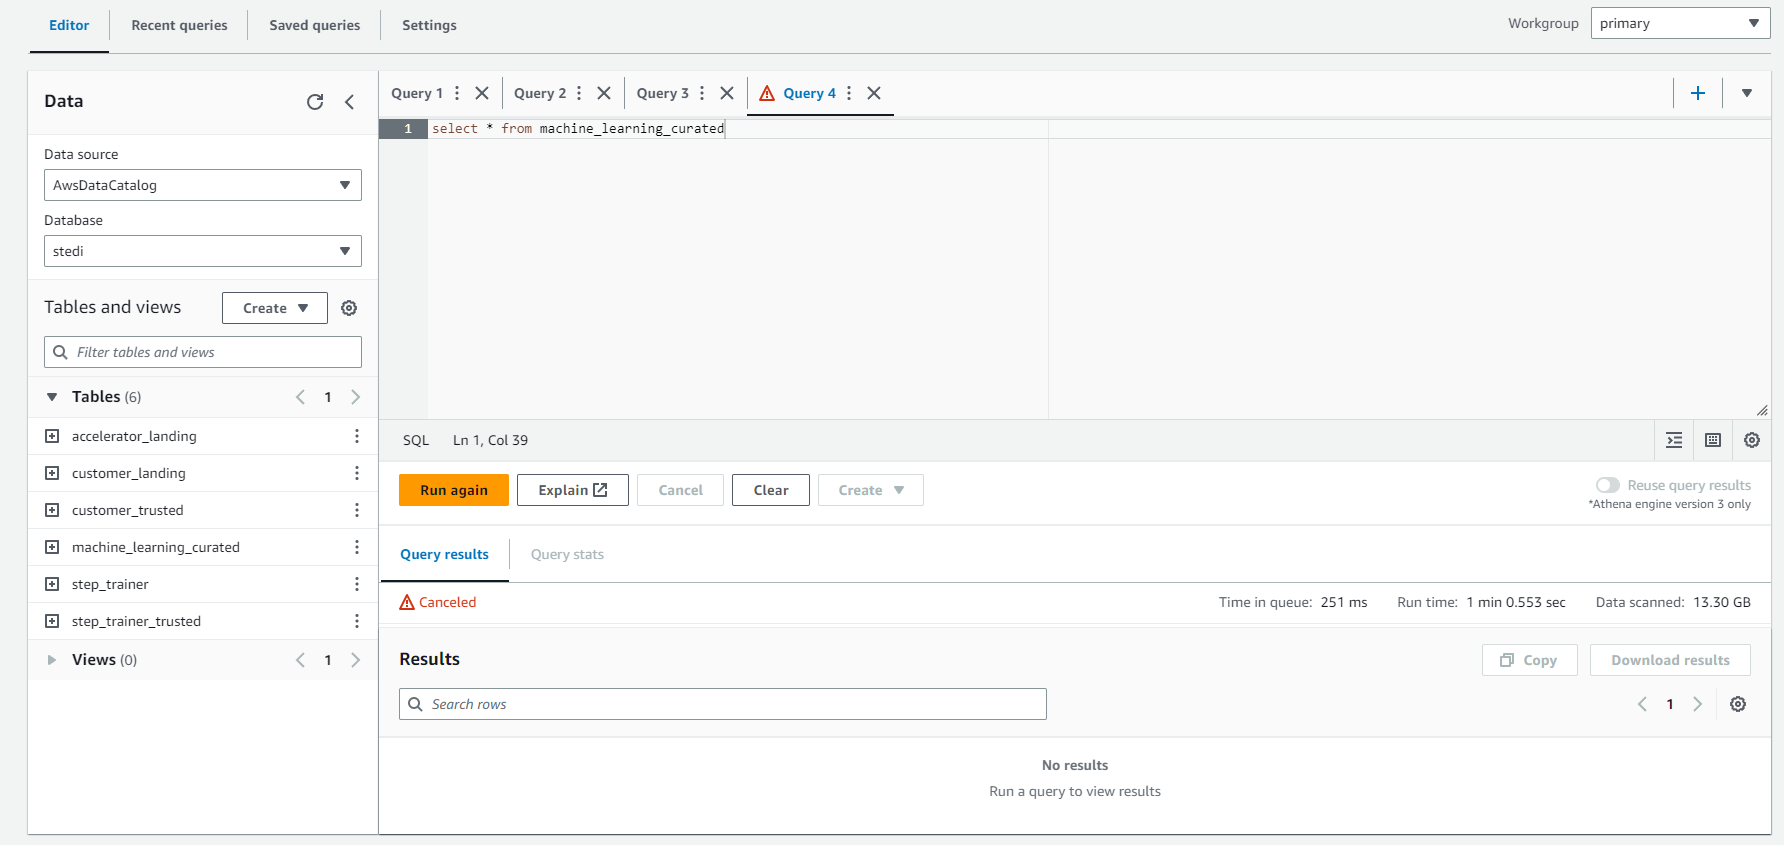 Editor
Recent queries
Saved queries
Settings
Workgroup
primary
Data
Data source
AwsDataCatalog
Database
stedi
Tables and views
Create
Filter tables and views
Tables (6)
1
accelerator_landing
customer_landing
customer_trusted
machine_learning_curated
step_trainer
step_trainer_trusted
Views (0)
1
Query 1
Query 2
Query 3
Query 4
1 select * from machine_learning_curated
SQL Ln 1, Col 39
Run again
Explain
Cancel
Clear
Create
Reuse query results
*Athena engine version 3 only
Query results
Query stats
Canceled
Time in queue: 251 ms
Run time: 1 min 0.553 sec
Data scanned: 13.30 GB
Results
Copy
Download results
Search rows
1
No results
Run a query to view results